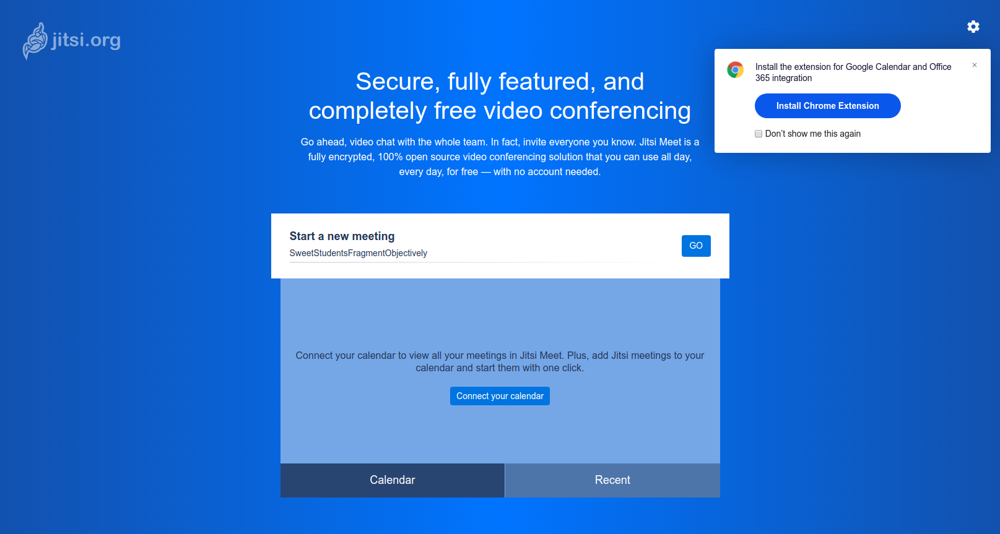 jitsi.org
Install the extension for Google Calendar and Office
365 integration
×
Install Chrome Extension
Don't show me this again
Secure, fully featured, and
completely free video conferencing
Go ahead, video chat with the whole team. In fact, invite everyone you know. Jitsi Meet is a
fully encrypted, 100% open source video conferencing solution that you can use all day,
every day, for free — with no account needed.
Start a new meeting
SweetStudentsFragmentObjectively
GO
Connect your calendar to view all your meetings in Jitsi Meet. Plus, add Jitsi meetings to your
calendar and start them with one click.
Connect your calendar
Calendar
Recent